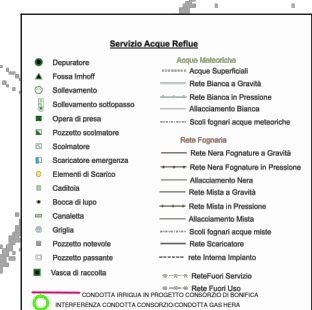 Servizio Acque Reflue
Depuratore
Fossa Imhoff
Sollevamento
Sollevamento sottopasso
Opera di presa
Pozzetto scolmatore
Scolmatore
Scaricatore emergenza
Elementi di Scarico
Caditoia
Bocca di lupo
Canaletta
Griglia
Pozzetto notevole
Pozzetto passante
Vasca di raccolta
Acque Meteoriche
Acque Superficiali
Rete Bianca a Gravità
Rete Bianca in Pressione
Allacciamento Bianca
Scoli fognari acque meteoriche
Rete Fognaria
Rete Nera Fognature a Gravità
Rete Nera Fognature in Pressione
Allacciamento Nera
Rete Mista a Gravità
Rete Mista in Pressione
Allacciamento Mista
Scoli fognari acque miste
Rete Scaricatore
rete Interna Impianto
ReteFuori Servizio
Rete Fuori Uso
CONDOTTA IRRIGUA IN PROGETTO CONSORZIO DI BONIFICA
INTERFERENZA CONDOTTA CONSORZIO/CONDOTTA GAS HERA